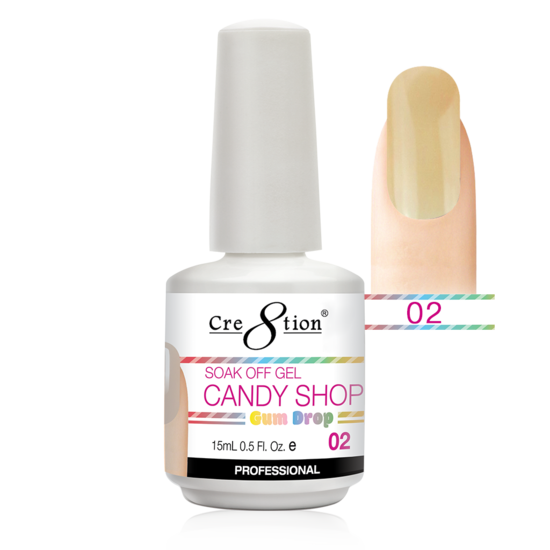 Cre8tion®
SOAK OFF GEL
CANDY SHOP
Gum Drop
02
15mL 0.5 Fl. Oz. e
PROFESSIONAL
02